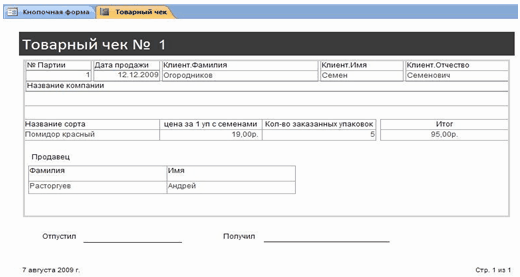 Кнопочная форма Товарный чек
Товарный чек № 1
№ Партии Дата продажи Клиент.Фамилия Клиент.Имя Клиент.Отчество
1 12.12.2009 Огородников Семен Семенович
Название компании
Название сорта цена за 1 уп с семенами Кол-во заказанных упаковок Итог
Помидор красный 19,00р. 5 95,00р.
Продавец
Фамилия Имя
Расторгуев Андрей
Отпустил Получил
7 августа 2009 г. Стр. 1 из 1